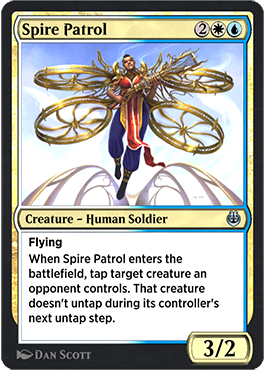 Spire Patrol 2
Creature – Human Soldier
Flying
When Spire Patrol enters the
battlefield, tap target creature an
opponent controls. That creature
doesn't untap during its controller's
next untap step.
3/2
Dan Scott